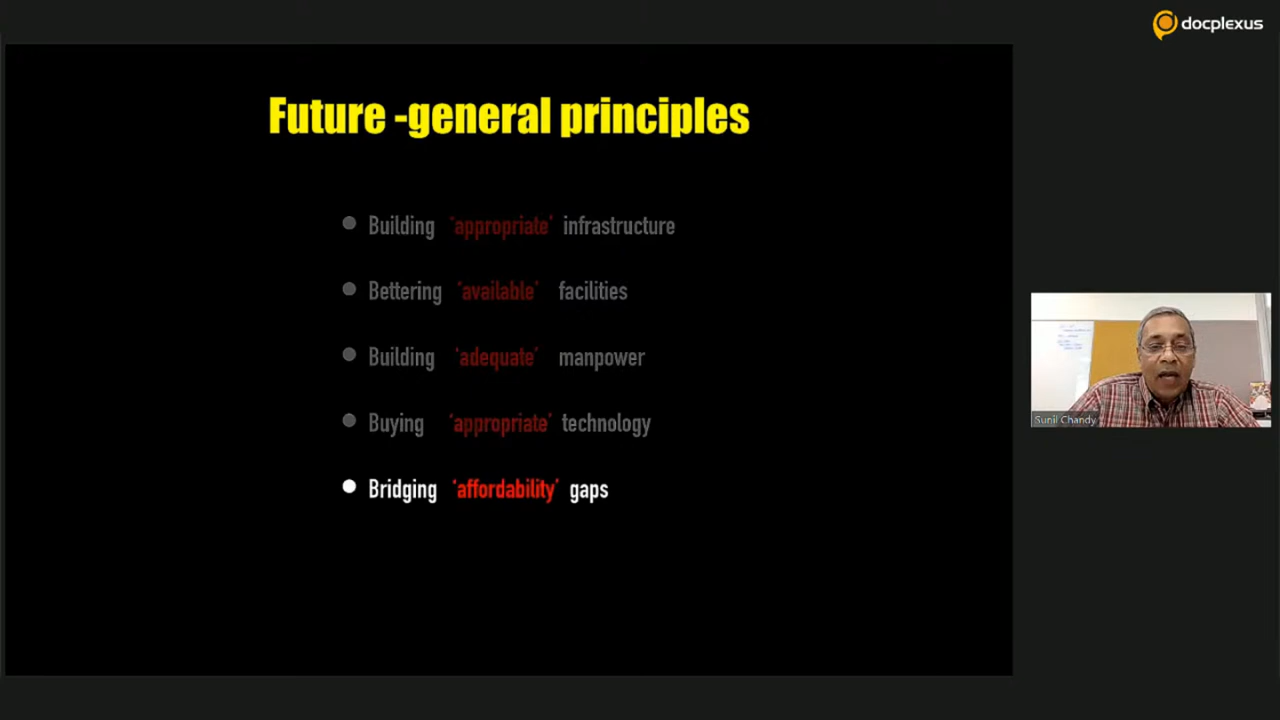 docplexus
Future -general principles
Building 'appropriate' infrastructure
Bettering 'available' facilities
Building 'adequate' manpower
Buying 'appropriate' technology
Bridging 'affordability' gaps
Sunil Chandy